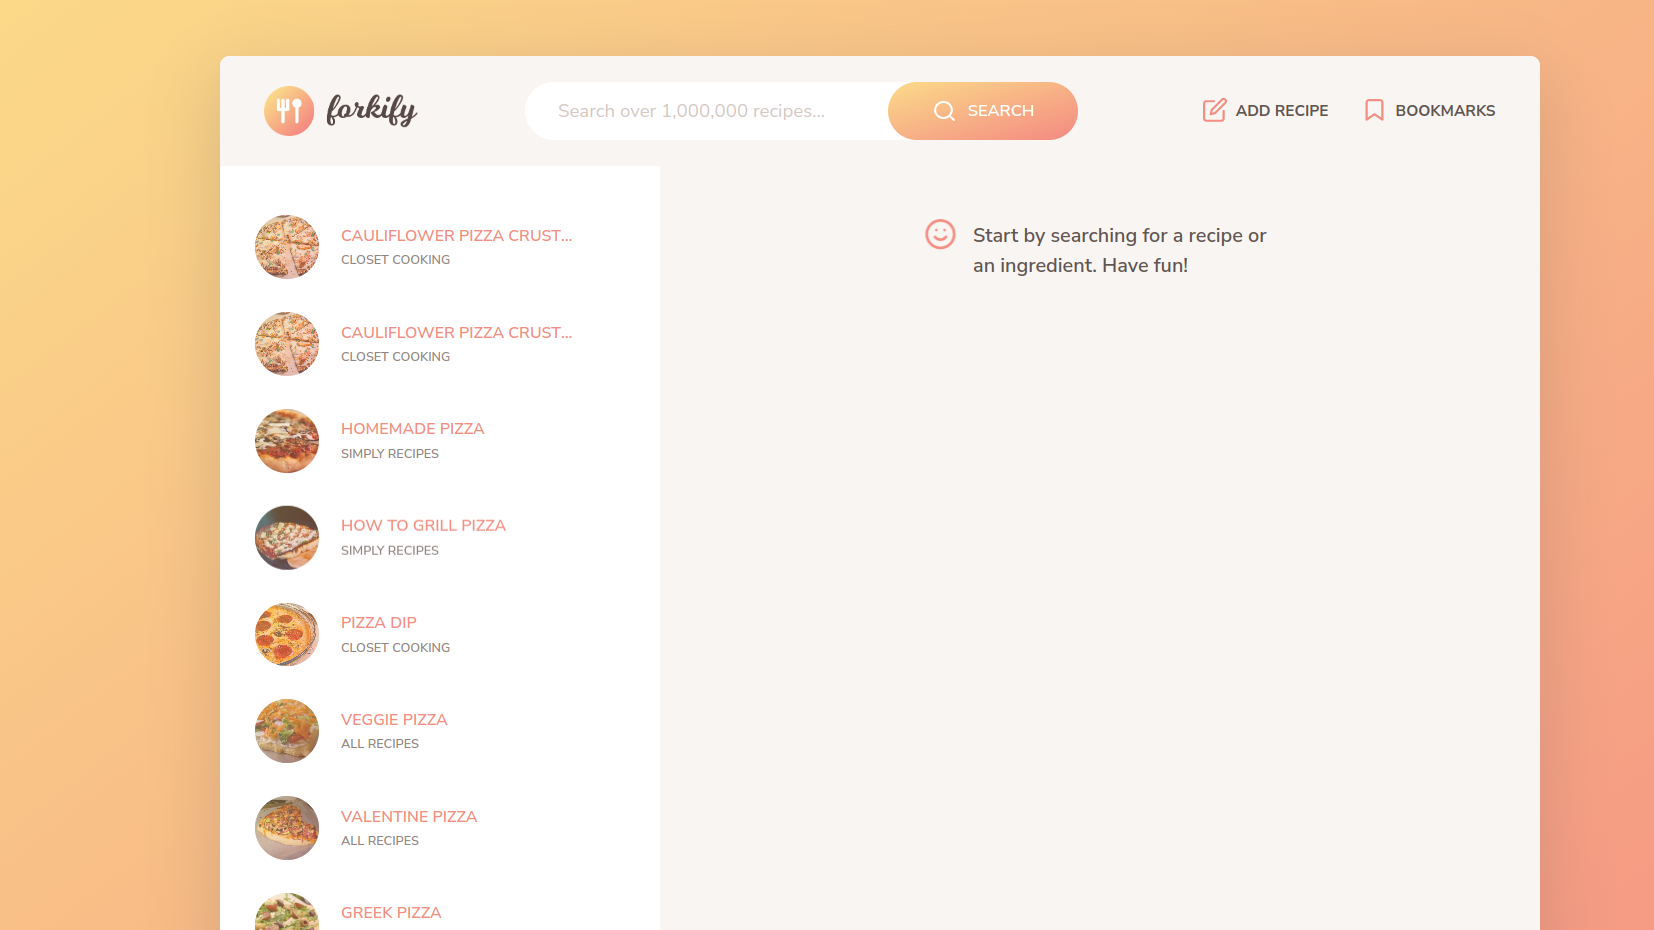 forkify
Search over 1,000,000 recipes...
SEARCH
ADD RECIPE
BOOKMARKS
CAULIFLOWER PIZZA CRUST...
CLOSET COOKING
CAULIFLOWER PIZZA CRUST...
CLOSET COOKING
HOMEMADE PIZZA
SIMPLY RECIPES
HOW TO GRILL PIZZA
SIMPLY RECIPES
PIZZA DIP
CLOSET COOKING
VEGGIE PIZZA
ALL RECIPES
VALENTINE PIZZA
ALL RECIPES
GREEK PIZZA
Start by searching for a recipe or
an ingredient. Have fun!